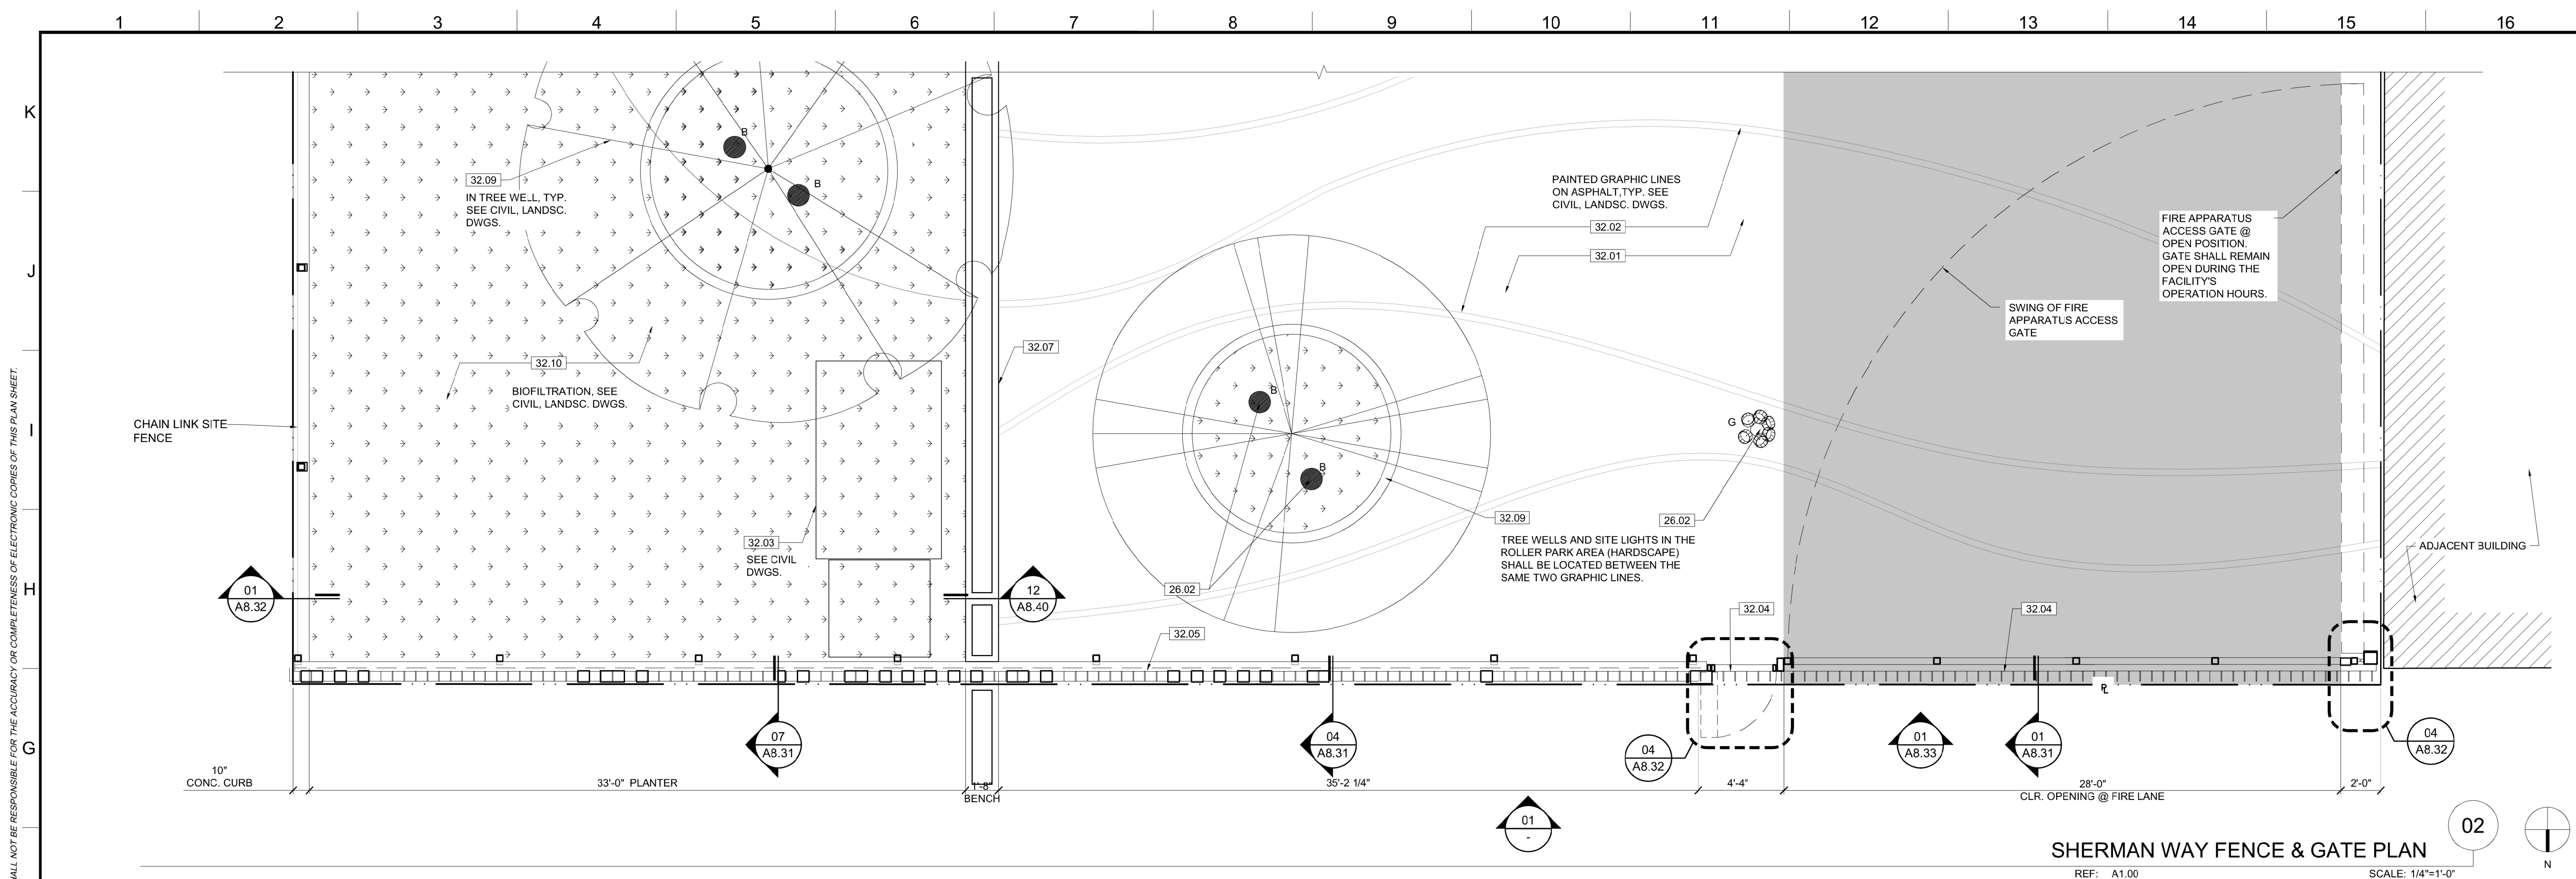 1 2 3 4 5 6 7 8 9 10 11 12 13 14 15 16
K
J
I
H
G
HALL NOT BE RESPONSIBLE FOR THE ACCURACY OR COMPLETENESS OF ELECTRONIC COPIES OF THIS PLAN SHEET.
B
B
32.09
IN TREE WELL, TYP.
SEE CIVIL, LANDSC.
DWGS.
32.10
BIOFILTRATION, SEE
CIVIL, LANDSC. DWGS.
CHAIN LINK SITE
FENCE
32.03
SEE CIVIL
DWGS.
32.07
PAINTED GRAPHIC LINES
ON ASPHALT,TYP. SEE
CIVIL, LANDSC. DWGS.
32.02
32.01
B
B
G
26.02
32.09
TREE WELLS AND SITE LIGHTS IN THE
ROLLER PARK AREA (HARDSCAPE)
SHALL BE LOCATED BETWEEN THE
SAME TWO GRAPHIC LINES.
26.02
FIRE APPARATUS
ACCESS GATE @
OPEN POSITION.
GATE SHALL REMAIN
OPEN DURING THE
FACILITY'S
OPERATION HOURS.
SWING OF FIRE
APPARATUS ACCESS
GATE
ADJACENT BUILDING
01
A8.32
12
A8.40
32.05
32.04
32.04
PL
07
A8.31
04
A8.31
04
A8.32
01
A8.33
01
A8.31
04
A8.32
10"
CONC. CURB
33'-0" PLANTER
1'-8"
BENCH
35'-2 1/4"
4'-4"
28'-0"
CLR. OPENING @ FIRE LANE
2'-0"
01
-
02
SHERMAN WAY FENCE & GATE PLAN
REF: A1.00
SCALE: 1/4"=1'-0"
N